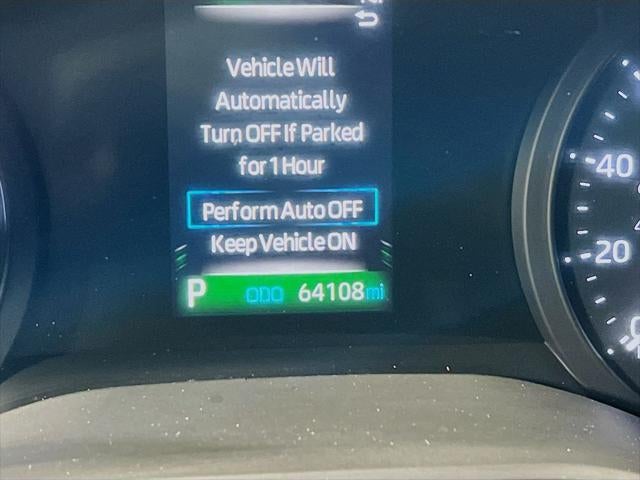 Vehicle Will
Automatically
Turn OFF If Parked
for 1 Hour
Perform Auto OFF
Keep Vehicle ON
P ODO 64108 mi
40
20